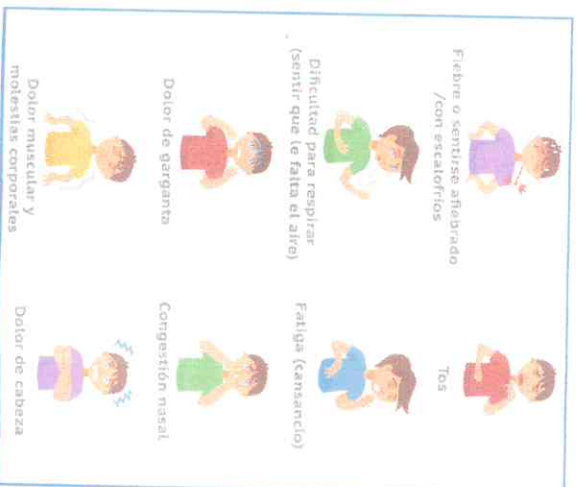 Fiebre o sentirse afiebrado
/con escalofríos
Tos
Dificultad para respirar
(sentir que le falta el aire)
Fatiga (cansancio)
Dolor de garganta
Congestión nasal
Dolor muscular y
molestias corporales
Dolor de cabeza